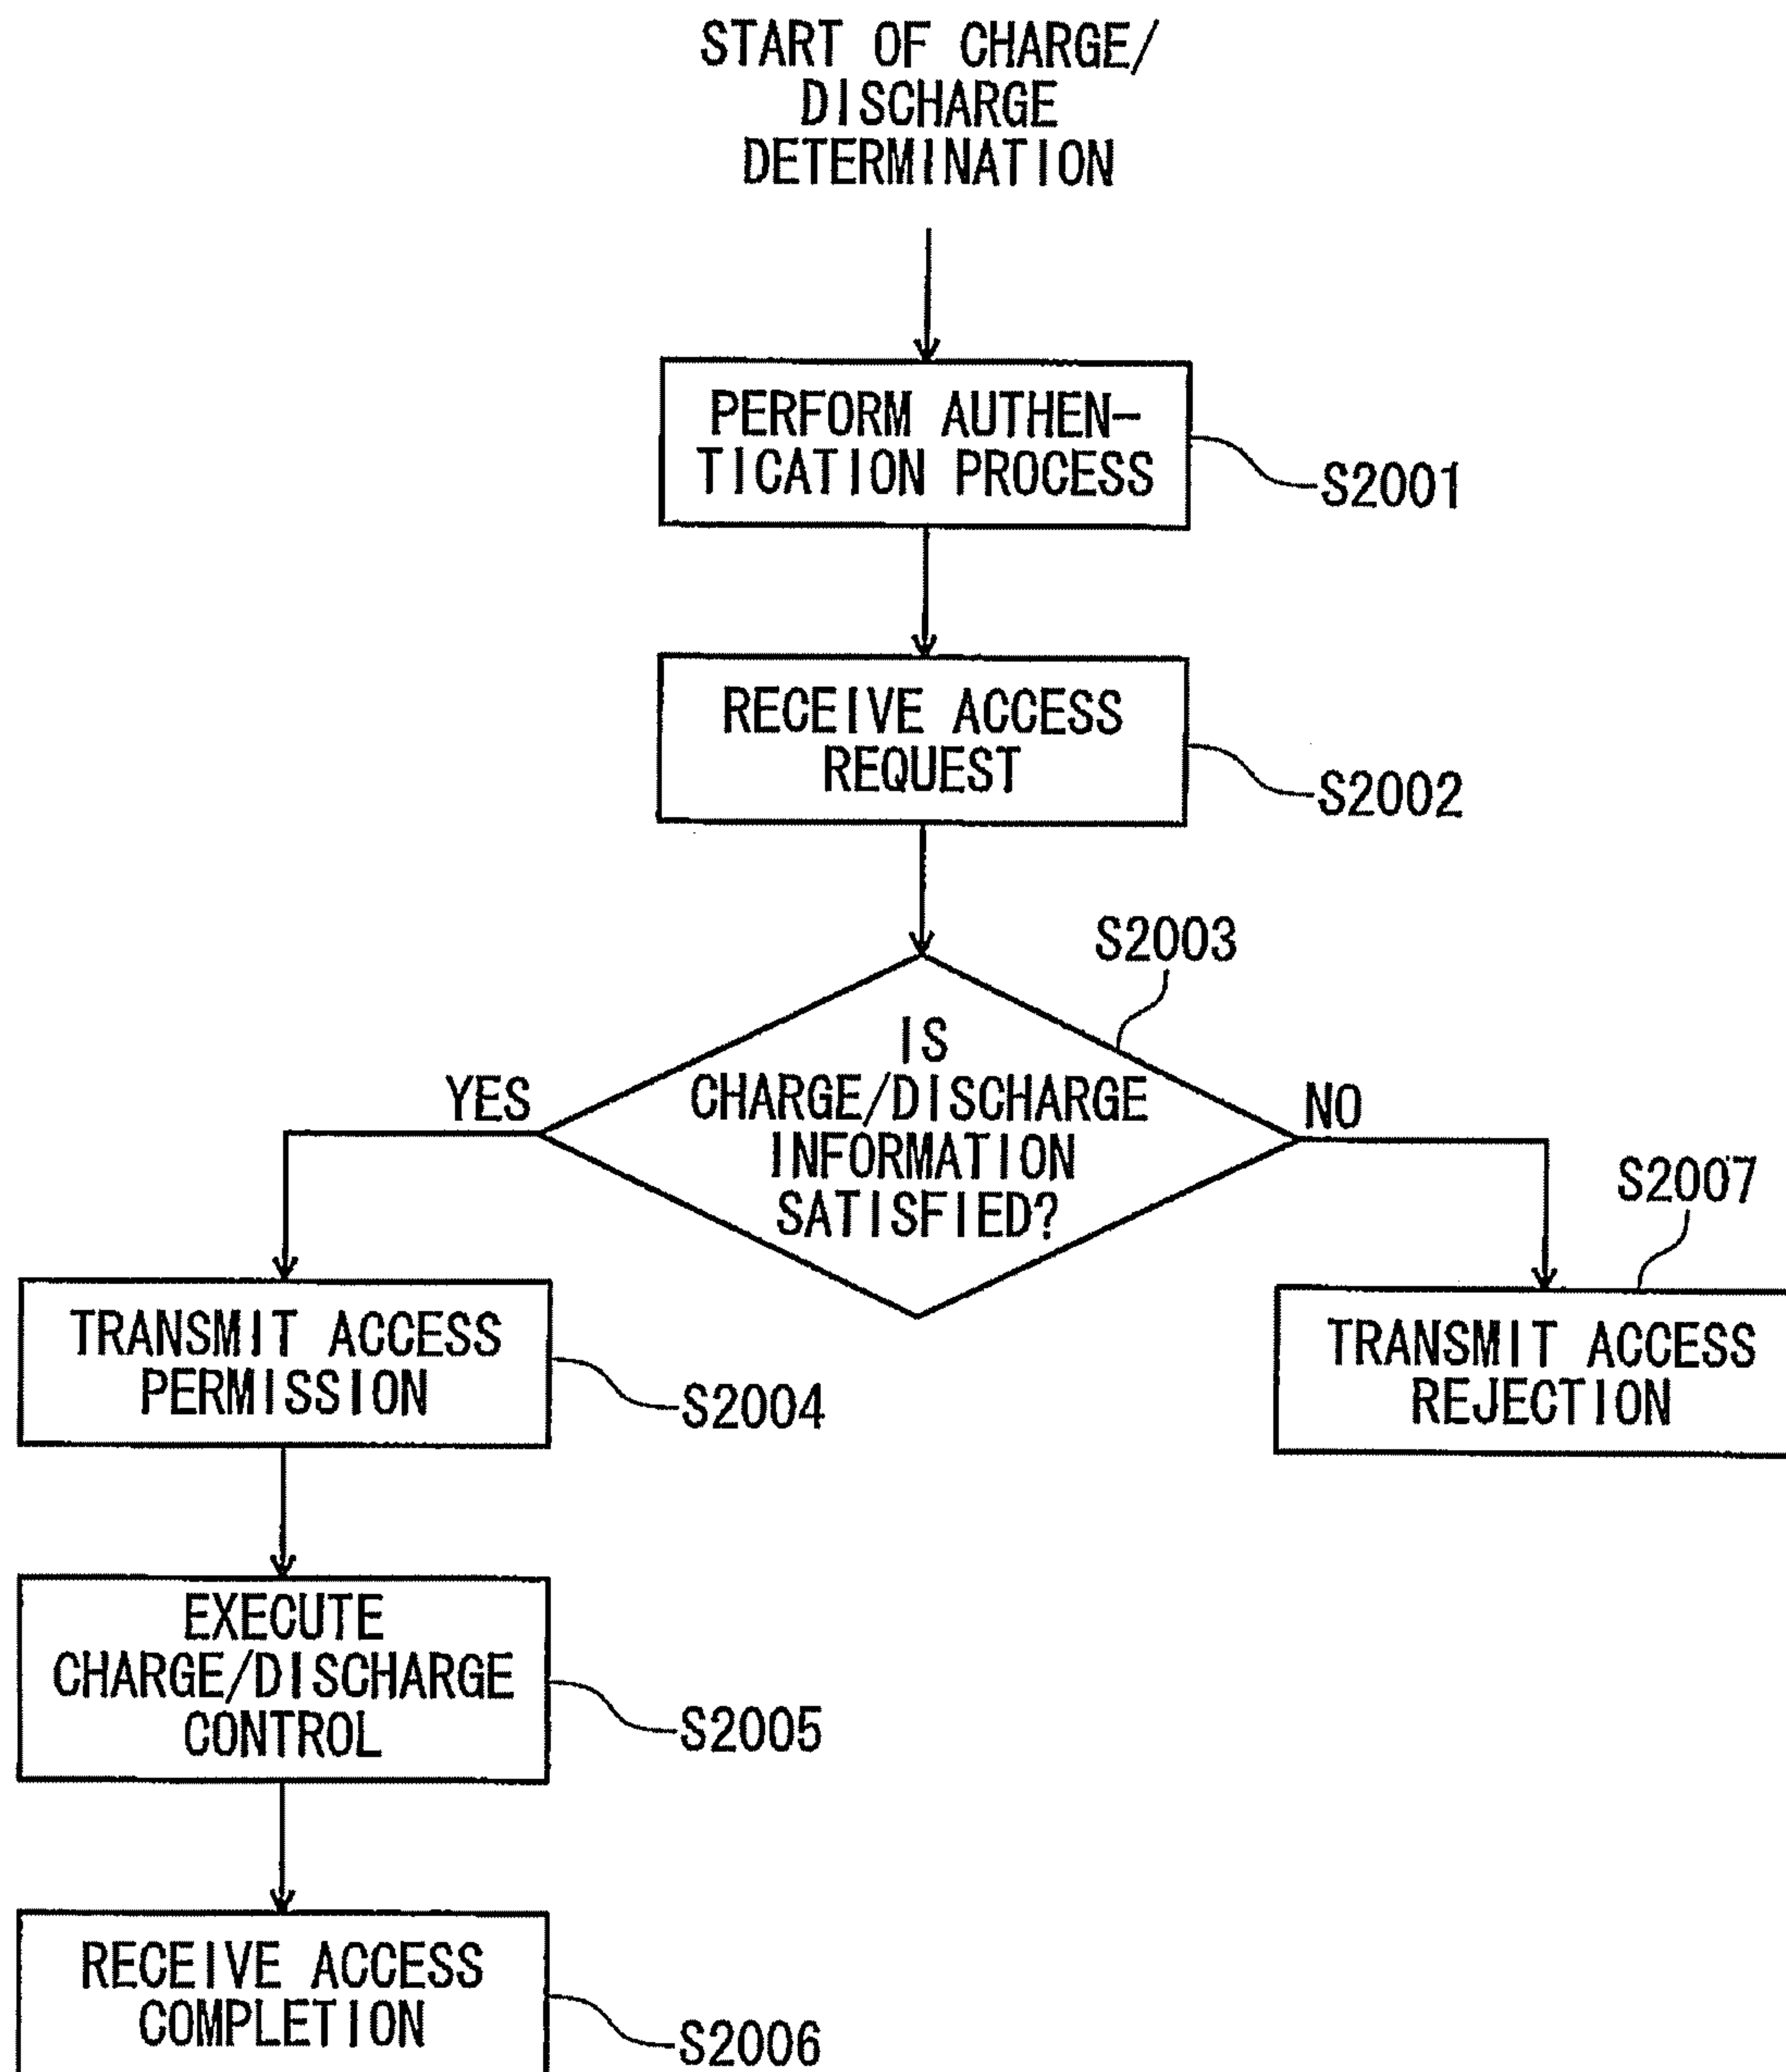 START OF CHARGE/
DISCHARGE
DETERMINATION
PERFORM AUTHEN-
TICATION PROCESS
S2001
RECEIVE ACCESS
REQUEST
S2002
S2003
IS
CHARGE/DISCHARGE
INFORMATION
SATISFIED?
YES
NO
S2007
TRANSMIT ACCESS
PERMISSION
S2004
TRANSMIT ACCESS
REJECTION
EXECUTE
CHARGE/DISCHARGE
CONTROL
S2005
RECEIVE ACCESS
COMPLETION
S2006